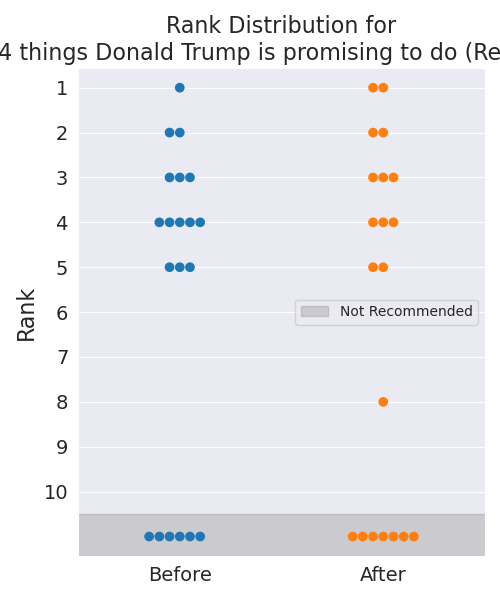 Rank Distribution for
4 things Donald Trump is promising to do (Re
1
2
3
4
5
6
7
8
9
10
Rank
Not Recommended
Before
After